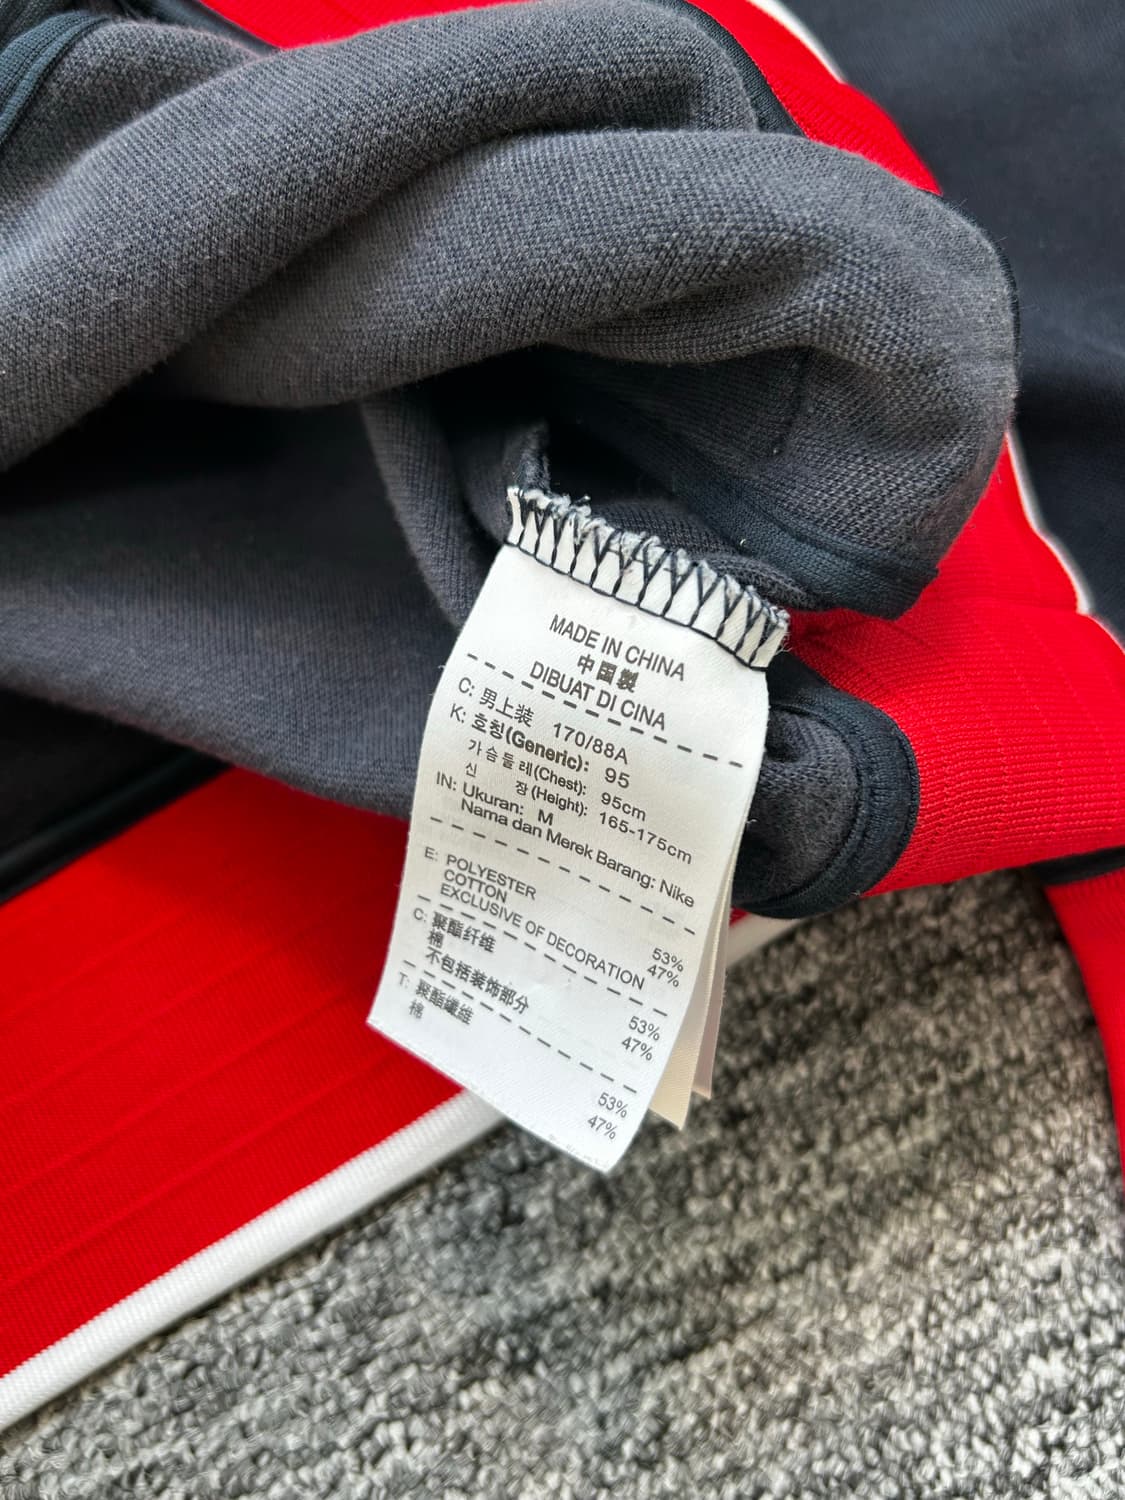 MADE IN CHINA
中国製
DIBUAT DI CINA
C: 男上装 170/88A
K: 호칭(Generic): 95
가슴둘레(Chest): 95cm
신 장 (Height): 165-175cm
IN: Ukuran: M
Nama dan Merek Barang: Nike
E: POLYESTER 53%
COTTON 47%
EXCLUSIVE OF DECORATION
C: 聚酯纤维 53%
棉 47%
不包括装饰部分
T: 聚酯纖維 53%
棉 47%